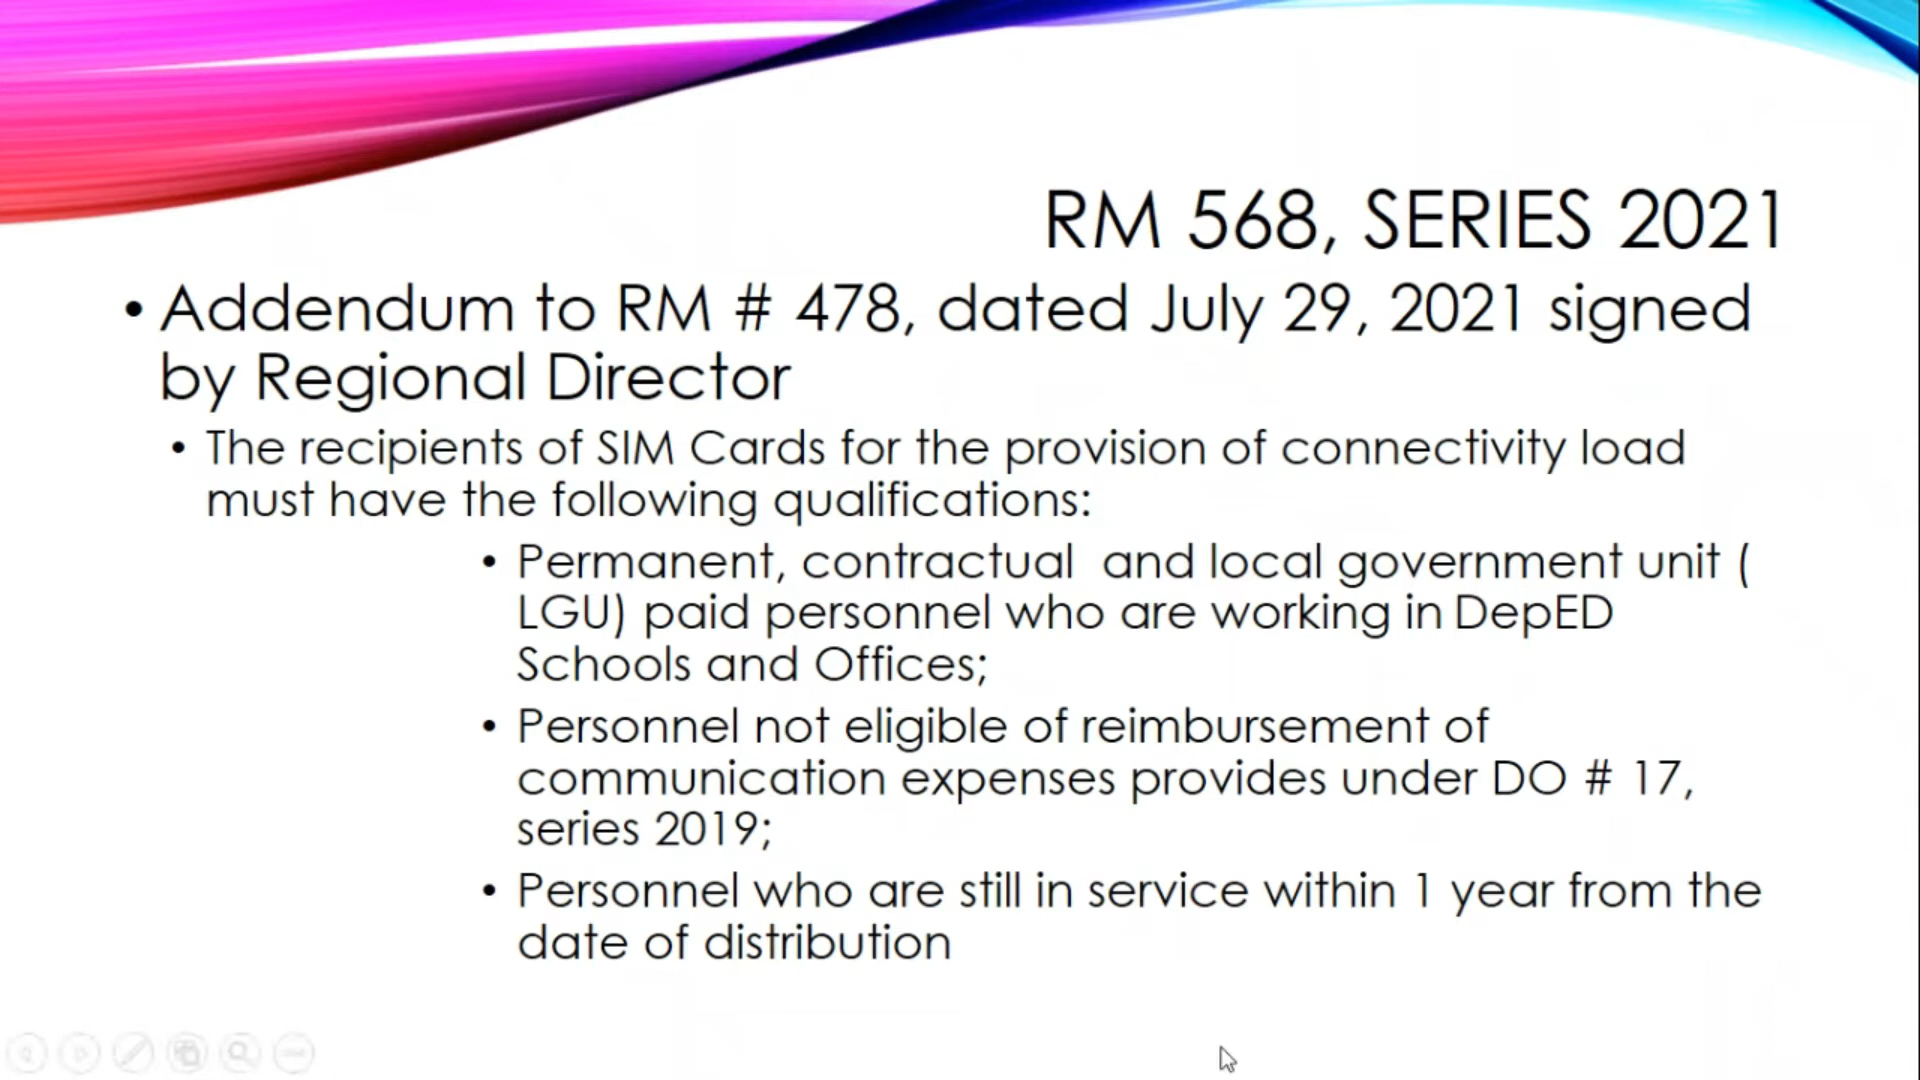 RM 568, SERIES 2021
• Addendum to RM # 478, dated July 29, 2021 signed
by Regional Director
• The recipients of SIM Cards for the provision of connectivity load
must have the following qualifications:
• Permanent, contractual and local government unit (
LGU) paid personnel who are working in DepED
Schools and Offices;
• Personnel not eligible of reimbursement of
communication expenses provides under DO # 17,
series 2019;
• Personnel who are still in service within 1 year from the
date of distribution